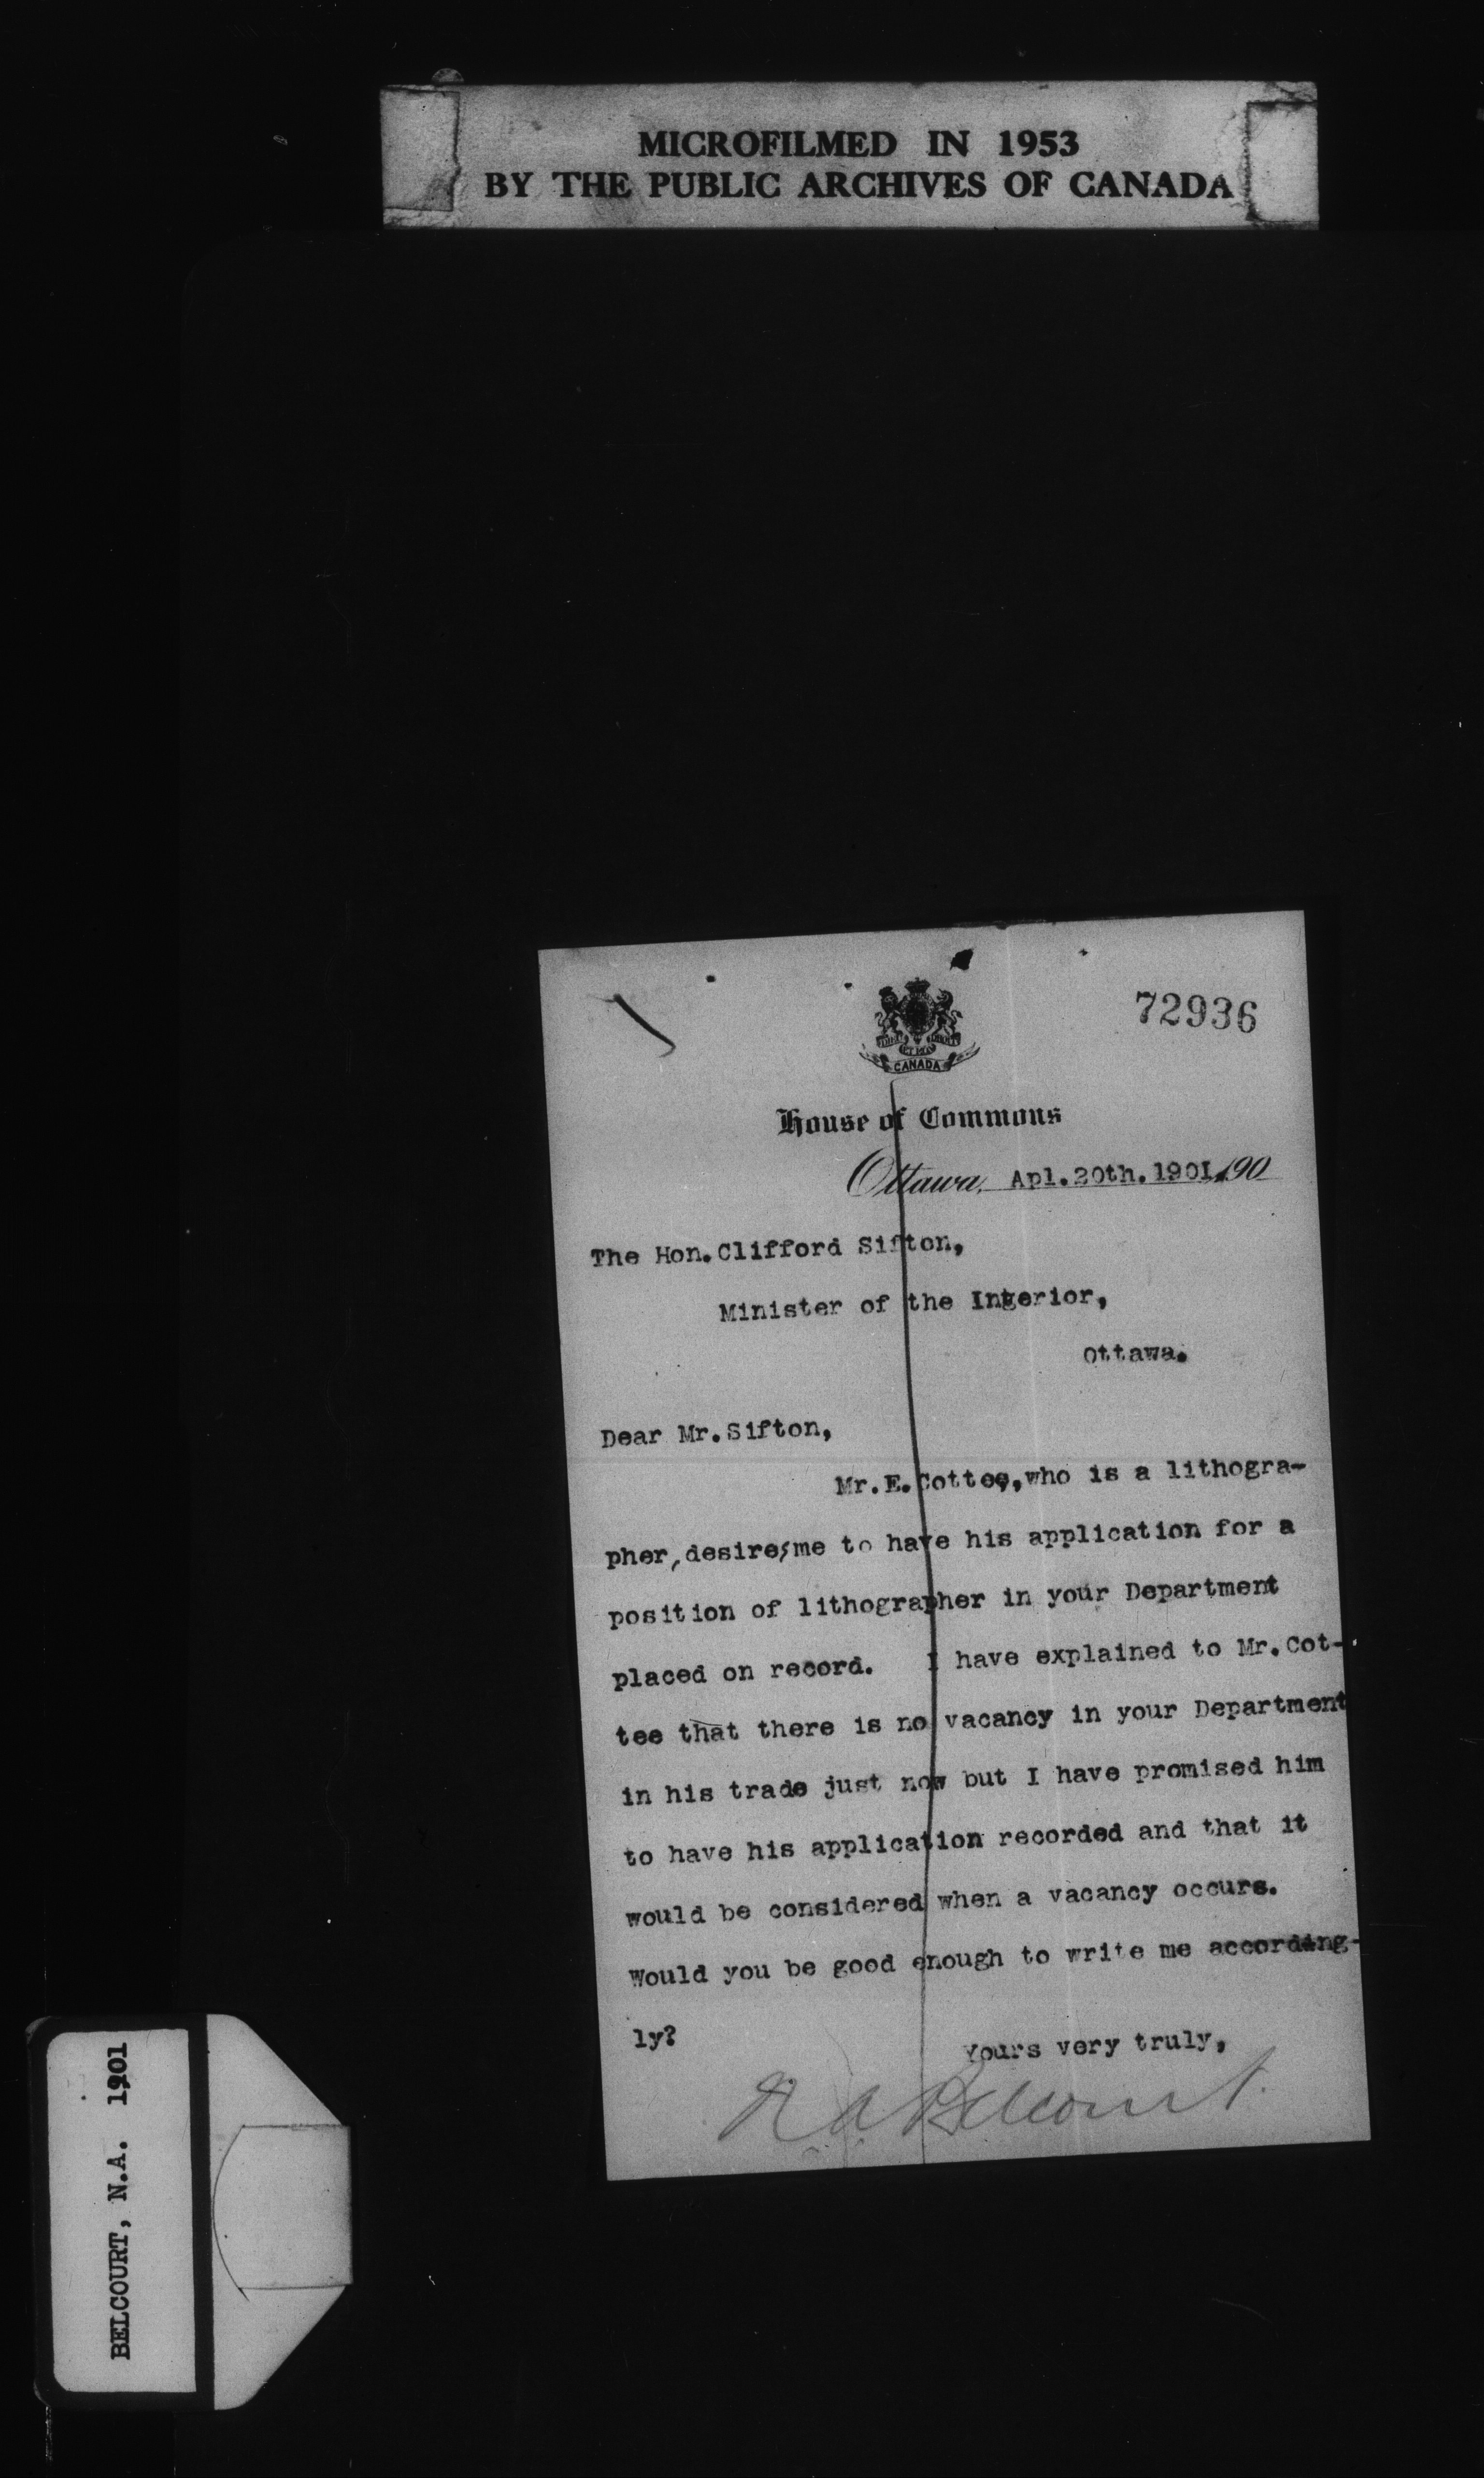 MICROFILMED IN 1953
BY THE PUBLIC ARCHIVES OF CANADA
72936
CANADA
House of Commons
Ottawa, Apl.20th.1901.190
The Hon.Clifford Sifton,
Minister of the Interior,
Ottawa.
Dear Mr.Sifton,
Mr.E.Cottee,who is a lithogra-
pher,desires me to have his application for a
position of lithographer in your Department
placed on record. I have explained to Mr.Cot-
tee that there is no vacancy in your Department
in his trade just now but I have promised him
to have his application recorded and that it
would be considered when a vacancy occurs.
Would you be good enough to write me according-
ly?
Yours very truly,
N A Belcourt.
BELCOURT, N.A. 1901